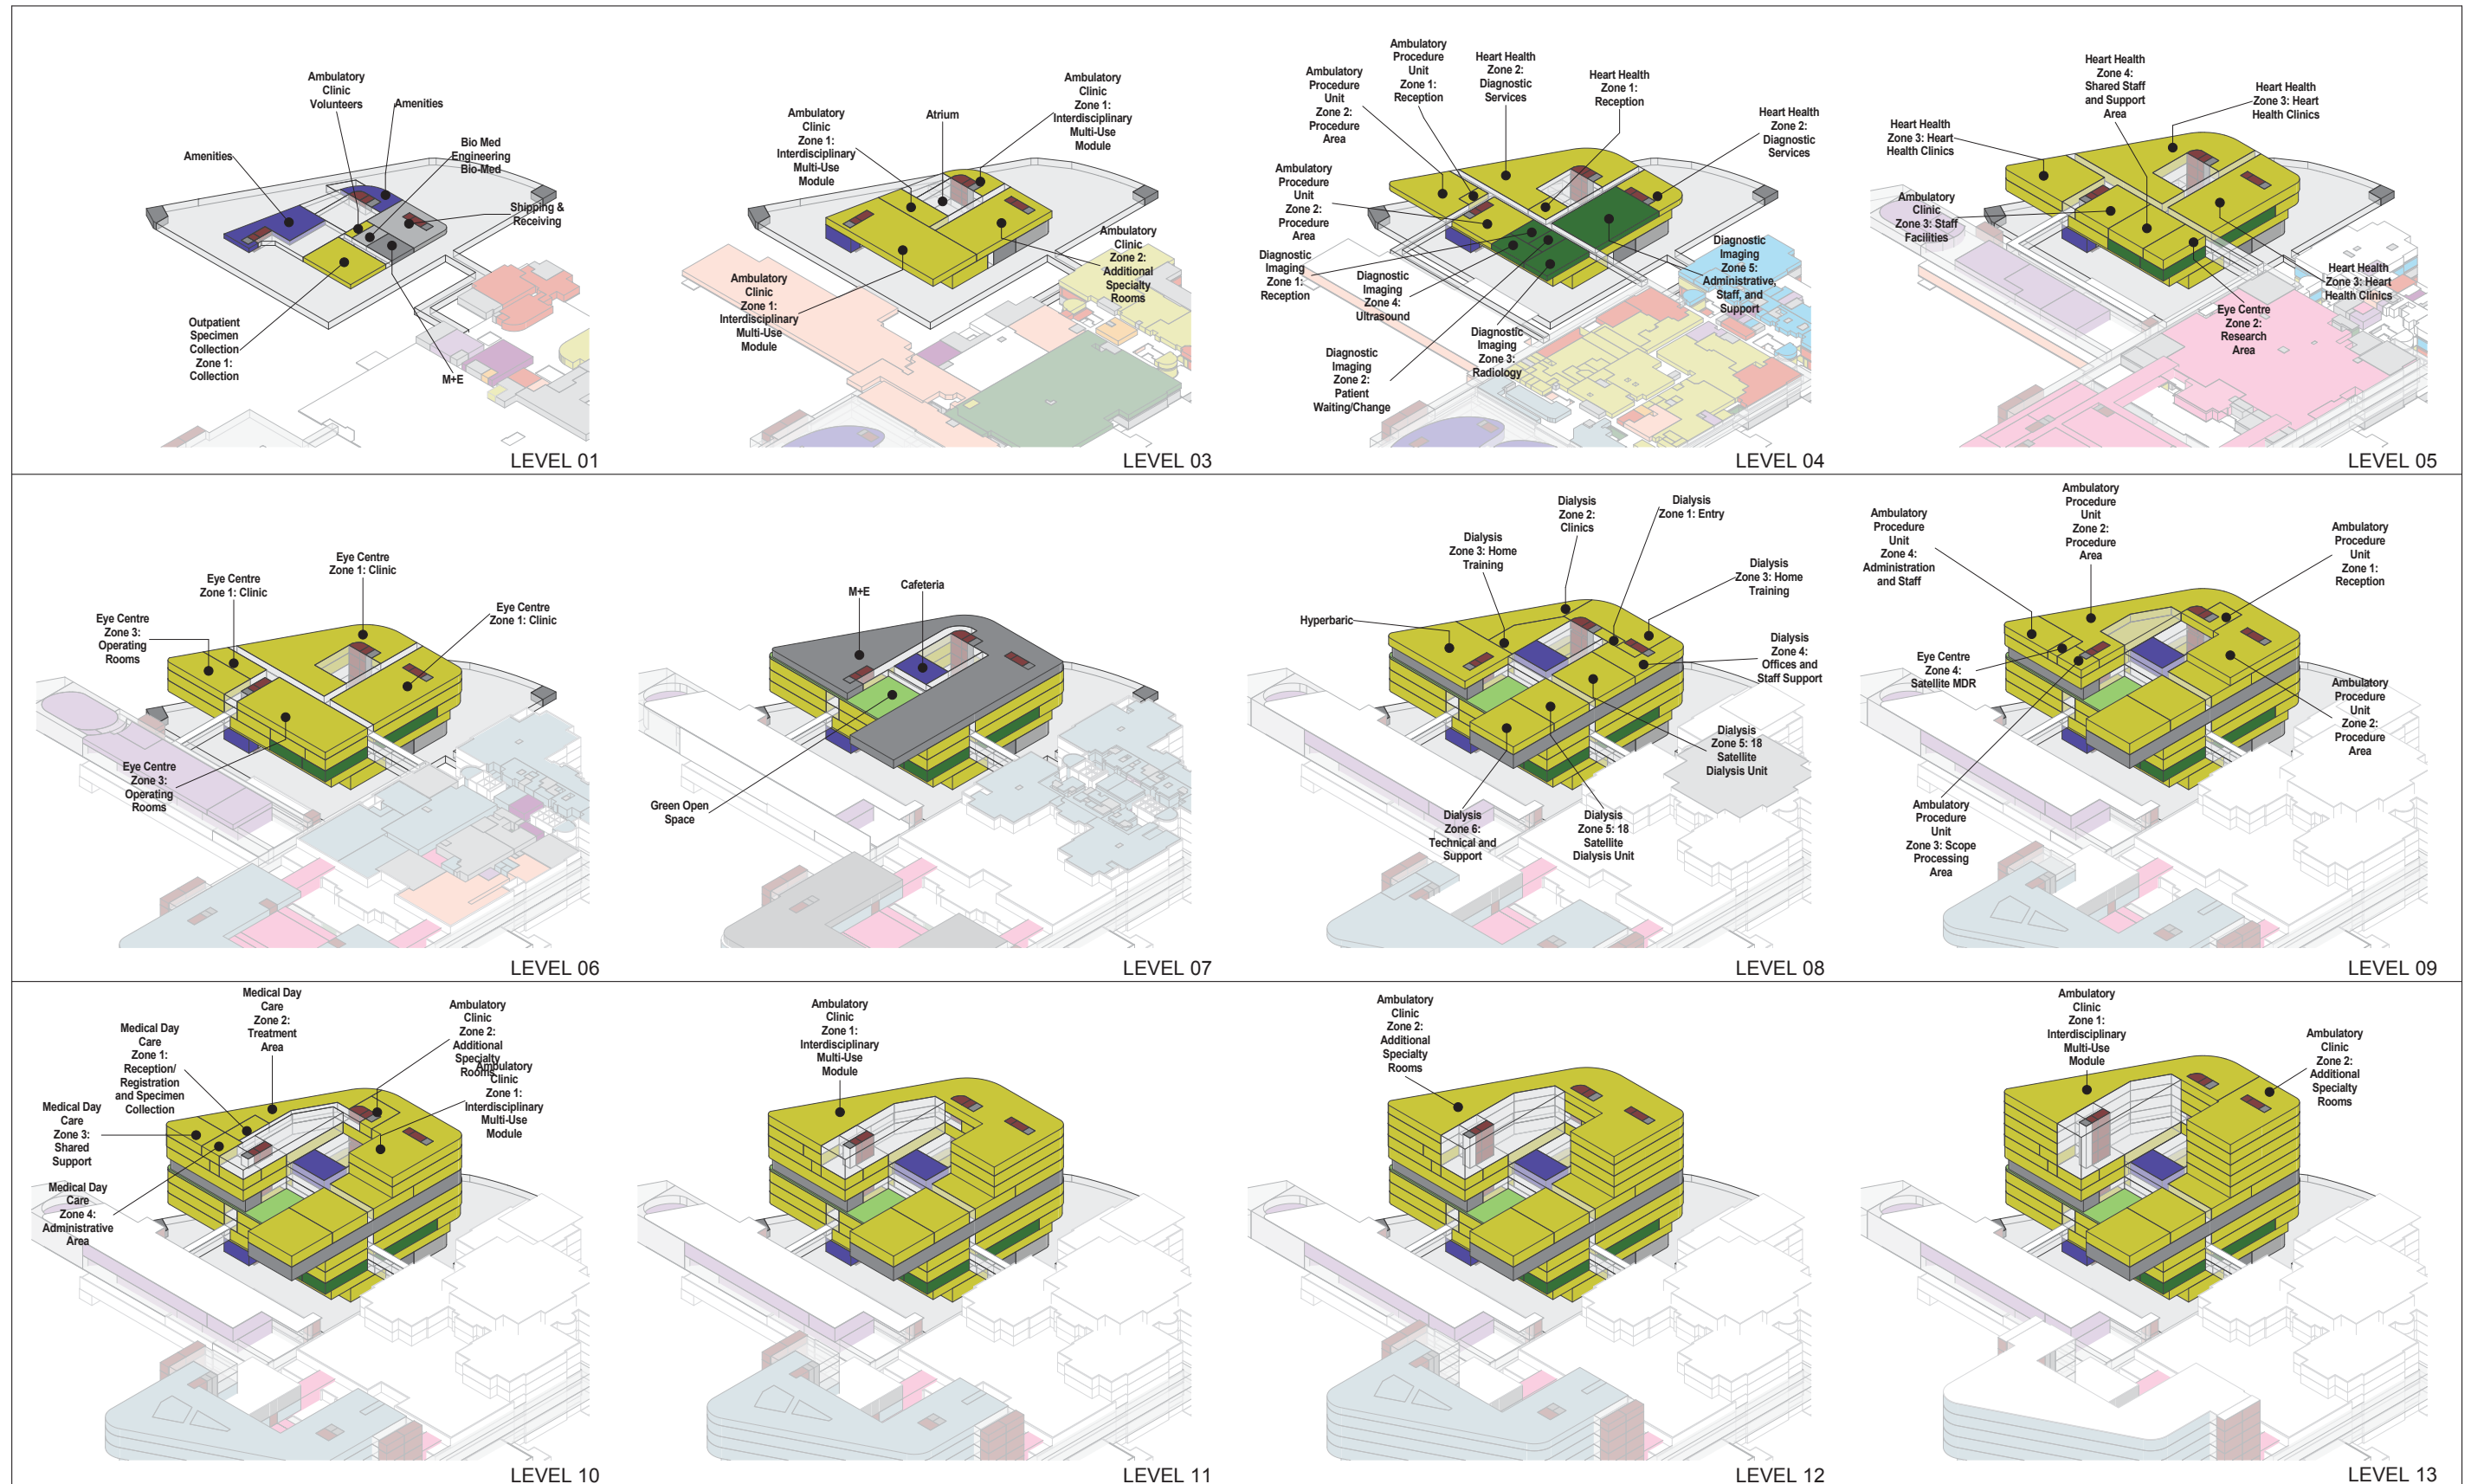 Ambulatory
Clinic
Volunteers
Amenities
Amenities
Bio Med
Engineering
Bio-Med
Shipping &
Receiving
Outpatient
Specimen
Collection
Zone 1:
Collection
M+E
LEVEL 01
Ambulatory
Clinic
Zone 1:
Interdisciplinary
Multi-Use
Module
Atrium
Ambulatory
Clinic
Zone 1:
Interdisciplinary
Multi-Use
Module
Ambulatory
Clinic
Zone 2:
Additional
Specialty
Rooms
Ambulatory
Clinic
Zone 1:
Interdisciplinary
Multi-Use
Module
LEVEL 03
Ambulatory
Procedure
Unit
Zone 2:
Procedure
Area
Ambulatory
Procedure
Unit
Zone 1:
Reception
Heart Health
Zone 2:
Diagnostic
Services
Heart Health
Zone 1:
Reception
Heart Health
Zone 2:
Diagnostic
Services
Ambulatory
Procedure
Unit
Zone 2:
Procedure
Area
Diagnostic
Imaging
Zone 1:
Reception
Diagnostic
Imaging
Zone 4:
Ultrasound
Diagnostic
Imaging
Zone 5:
Administrative,
Staff, and
Support
Diagnostic
Imaging
Zone 3:
Radiology
Diagnostic
Imaging
Zone 2:
Patient
Waiting/Change
LEVEL 04
Heart Health
Zone 4:
Shared Staff
and Support
Area
Heart Health
Zone 3: Heart
Health Clinics
Heart Health
Zone 3: Heart
Health Clinics
Ambulatory
Clinic
Zone 3: Staff
Facilities
Heart Health
Zone 3: Heart
Health Clinics
Eye Centre
Zone 2:
Research
Area
LEVEL 05
Eye Centre
Zone 1: Clinic
Eye Centre
Zone 1: Clinic
Eye Centre
Zone 1: Clinic
Eye Centre
Zone 3:
Operating
Rooms
Eye Centre
Zone 3:
Operating
Rooms
LEVEL 06
M+E
Cafeteria
Green Open
Space
LEVEL 07
Dialysis
Zone 2:
Clinics
Dialysis
Zone 1: Entry
Dialysis
Zone 3: Home
Training
Dialysis
Zone 3: Home
Training
Hyperbaric
Dialysis
Zone 4:
Offices and
Staff Support
Dialysis
Zone 5: 18
Satellite
Dialysis Unit
Dialysis
Zone 6:
Technical and
Support
Dialysis
Zone 5: 18
Satellite
Dialysis Unit
LEVEL 08
Ambulatory
Procedure
Unit
Zone 4:
Administration
and Staff
Ambulatory
Procedure
Unit
Zone 2:
Procedure
Area
Ambulatory
Procedure
Unit
Zone 1:
Reception
Eye Centre
Zone 4:
Satellite MDR
Ambulatory
Procedure
Unit
Zone 2:
Procedure
Area
Ambulatory
Procedure
Unit
Zone 3: Scope
Processing
Area
LEVEL 09
Medical Day
Care
Zone 2:
Treatment
Area
Ambulatory
Clinic
Zone 2:
Additional
Specialty
Rooms
Medical Day
Care
Zone 1:
Reception/
Registration
and Specimen
Collection
Ambulatory
Clinic
Zone 1:
Interdisciplinary
Multi-Use
Module
Medical Day
Care
Zone 3:
Shared
Support
Medical Day
Care
Zone 4:
Administrative
Area
LEVEL 10
Ambulatory
Clinic
Zone 1:
Interdisciplinary
Multi-Use
Module
LEVEL 11
Ambulatory
Clinic
Zone 2:
Additional
Specialty
Rooms
LEVEL 12
Ambulatory
Clinic
Zone 1:
Interdisciplinary
Multi-Use
Module
Ambulatory
Clinic
Zone 2:
Additional
Specialty
Rooms
LEVEL 13